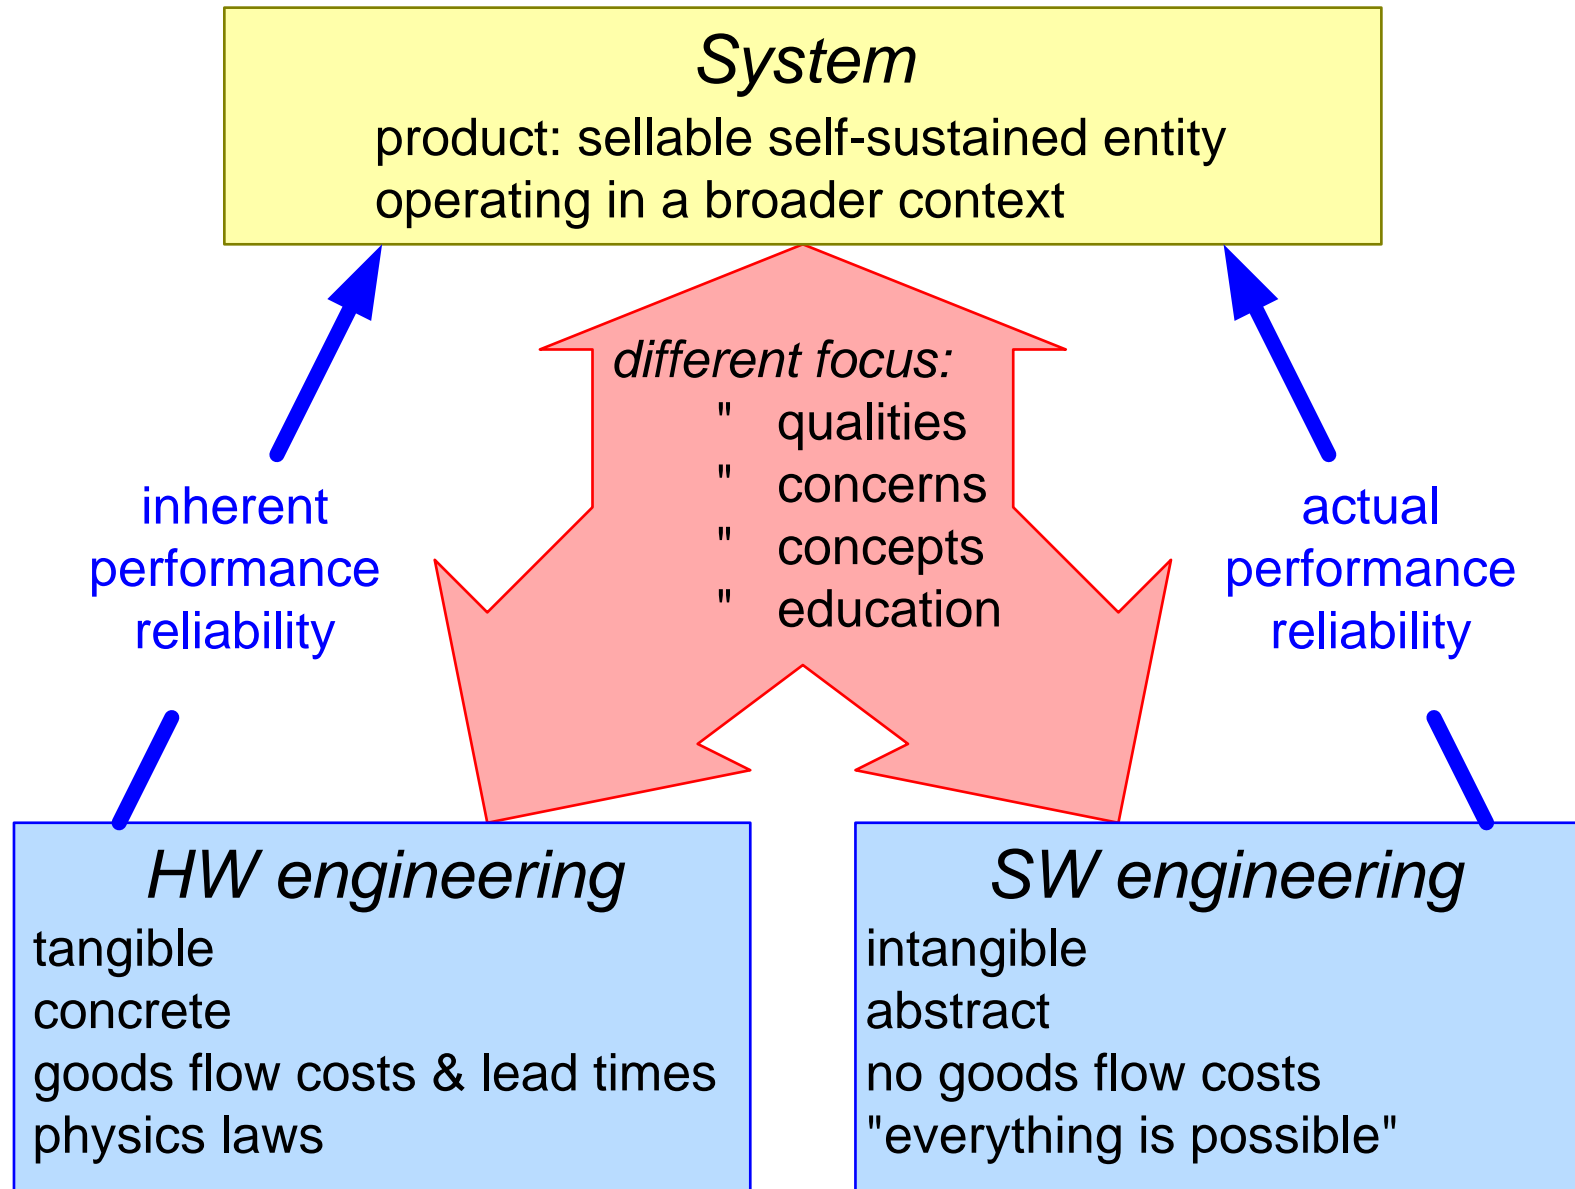 System
product: sellable self-sustained entity
operating in a broader context
different focus:
" qualities
" concerns
" concepts
" education
inherent
performance
reliability
actual
performance
reliability
HW engineering
tangible
concrete
goods flow costs & lead times
physics laws
SW engineering
intangible
abstract
no goods flow costs
"everything is possible"